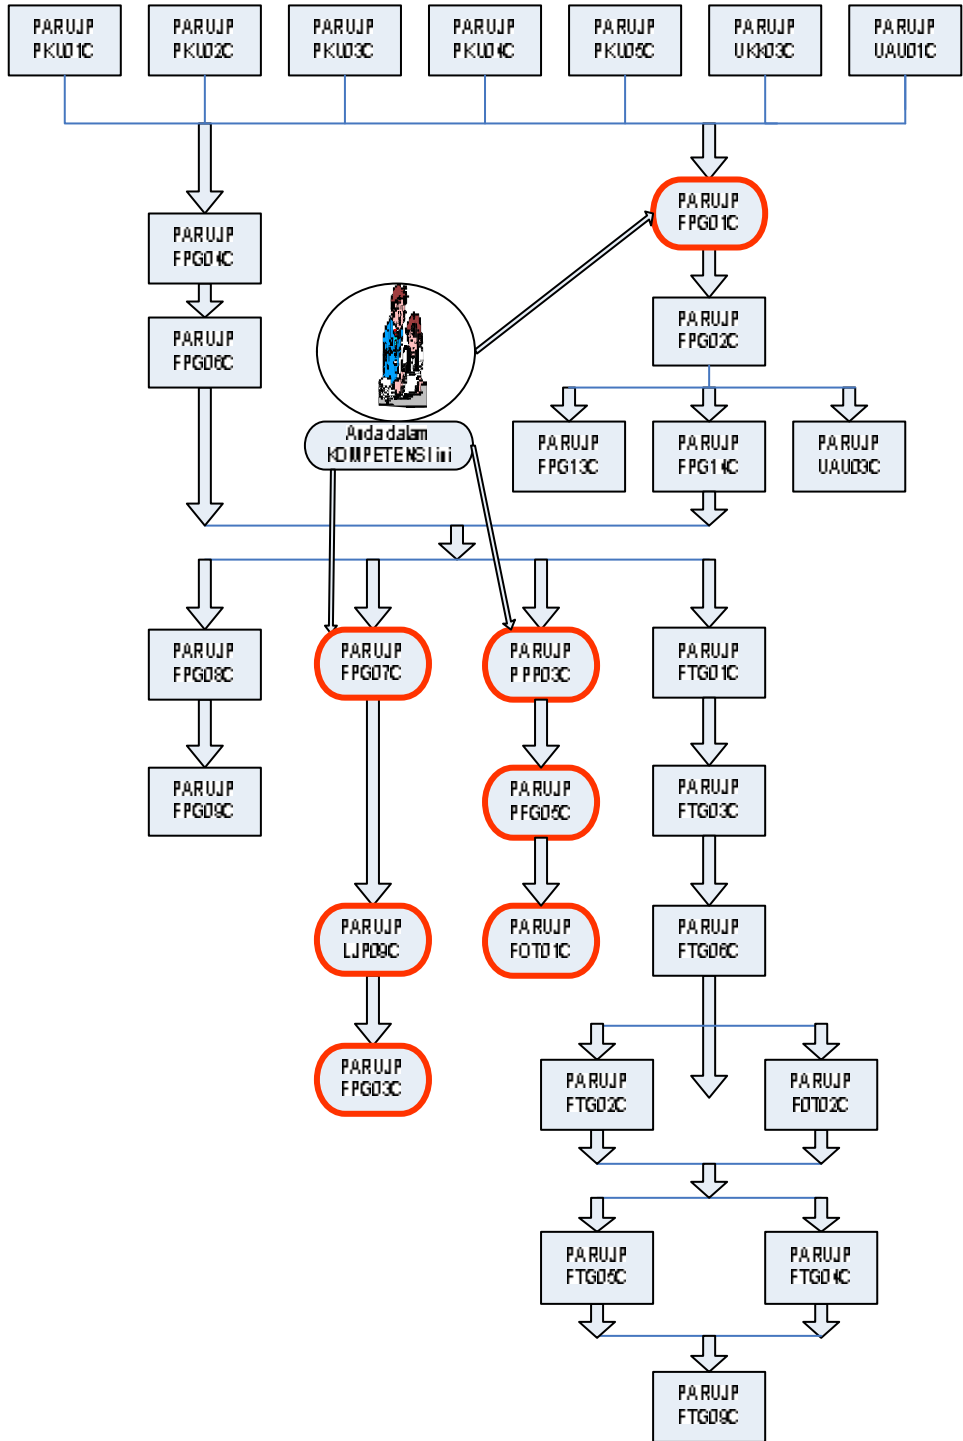 PARUJP
PKU01C
PARUJP
PKU02C
PARUJP
PKU03C
PARUJP
PKU04C
PARUJP
PKU05C
PARUJP
UKK03C
PARUJP
UAU01C
PARUJP
FPG01C
PARUJP
FPG04C
PARUJP
FPG02C
PARUJP
FPG06C
Anda dalam
KOMPETENSI ini
PARUJP
FPG13C
PARUJP
FPG14C
PARUJP
UAU03C
PARUJP
FPG08C
PARUJP
FPG07C
PARUJP
PPP03C
PARUJP
FTG01C
PARUJP
FPG09C
PARUJP
PFG05C
PARUJP
FTG03C
PARUJP
LJP09C
PARUJP
FOT01C
PARUJP
FTG06C
PARUJP
FPG03C
PARUJP
FTG02C
PARUJP
FOT02C
PARUJP
FTG05C
PARUJP
FTG04C
PARUJP
FTG09C